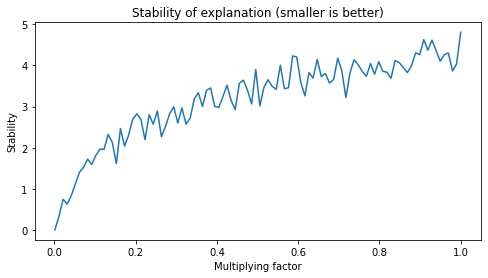 Stability of explanation (smaller is better)
5
4
3
2
1
0
Stability
0.0 0.2 0.4 0.6 0.8 1.0
Multiplying factor